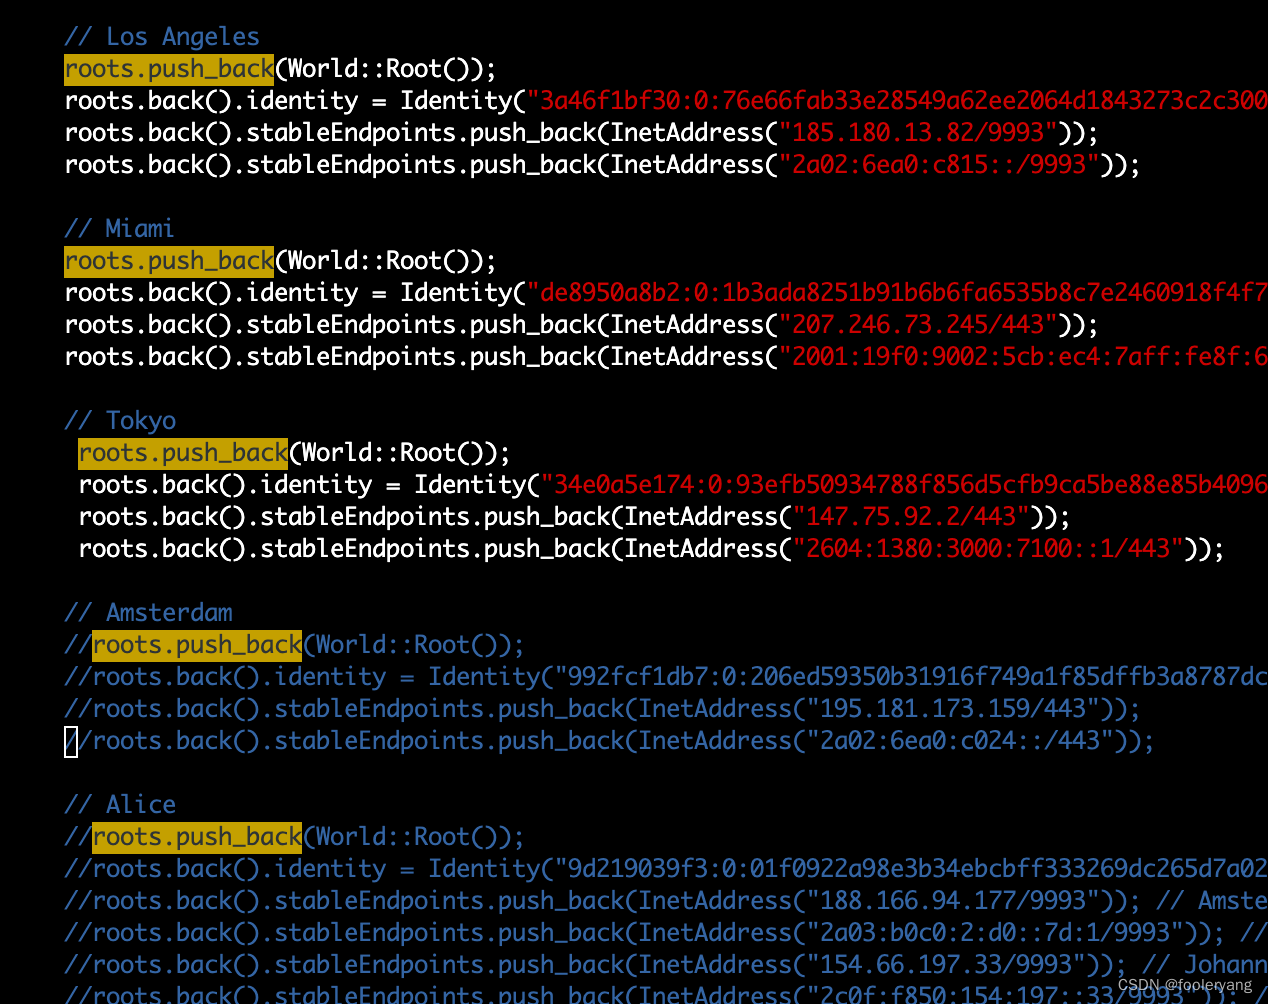 // Los Angeles
roots.push_back(World::Root());
roots.back().identity = Identity("3a46f1bf30:0:76e66fab33e28549a62ee2064d1843273c2c300
roots.back().stableEndpoints.push_back(InetAddress("185.180.13.82/9993"));
roots.back().stableEndpoints.push_back(InetAddress("2a02:6ea0:c815::/9993"));
// Miami
roots.push_back(World::Root());
roots.back().identity = Identity("de8950a8b2:0:1b3ada8251b91b6b6fa6535b8c7e2460918f4f7
roots.back().stableEndpoints.push_back(InetAddress("207.246.73.245/443"));
roots.back().stableEndpoints.push_back(InetAddress("2001:19f0:9002:5cb:ec4:7aff:fe8f:6
// Tokyo
roots.push_back(World::Root());
roots.back().identity = Identity("34e0a5e174:0:93efb50934788f856d5cfb9ca5be88e85b4096
roots.back().stableEndpoints.push_back(InetAddress("147.75.92.2/443"));
roots.back().stableEndpoints.push_back(InetAddress("2604:1380:3000:7100::1/443"));
// Amsterdam
//roots.push_back(World::Root());
//roots.back().identity = Identity("992fcf1db7:0:206ed59350b31916f749a1f85dffb3a8787dc
//roots.back().stableEndpoints.push_back(InetAddress("195.181.173.159/443"));
//roots.back().stableEndpoints.push_back(InetAddress("2a02:6ea0:c024::/443"));
// Alice
//roots.push_back(World::Root());
//roots.back().identity = Identity("9d219039f3:0:01f0922a98e3b34ebcbff333269dc265d7a02
//roots.back().stableEndpoints.push_back(InetAddress("188.166.94.177/9993")); // Amste
//roots.back().stableEndpoints.push_back(InetAddress("2a03:b0c0:2:d0::7d:1/9993")); //
//roots.back().stableEndpoints.push_back(InetAddress("154.66.197.33/9993")); // Johann
//roots.back().stableEndpoints.push_back(InetAddress("2c0f:f850:154:197::33/9993")); /
CSDN @fooleryang